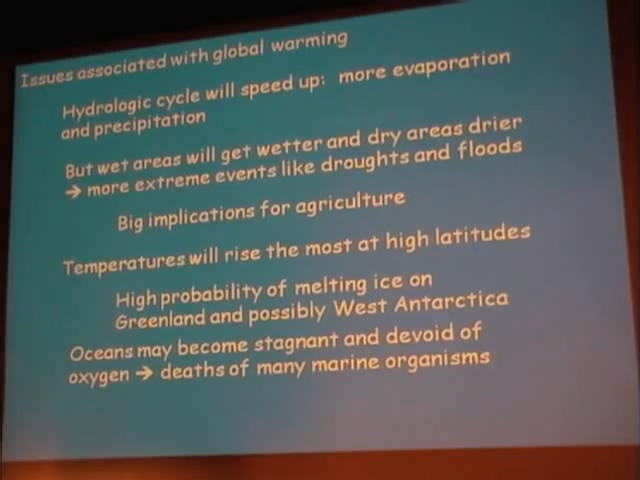 Issues associated with global warming
Hydrologic cycle will speed up: more evaporation
and precipitation
But wet areas will get wetter and dry areas drier
→ more extreme events like droughts and floods
Big implications for agriculture
Temperatures will rise the most at high latitudes
High probability of melting ice on
Greenland and possibly West Antarctica
Oceans may become stagnant and devoid of
oxygen → deaths of many marine organisms